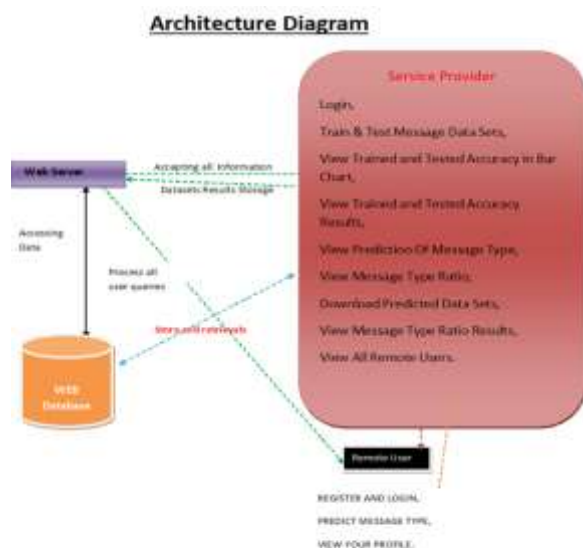 Architecture Diagram
Service Provider
Login,
Train & Test Message Data Sets,
View Trained and Tested Accuracy in Bar
Chart,
View Trained and Tested Accuracy
Results,
View Prediction Of Message Type,
View Message Type Ratio,
Download Predicted Data Sets,
View Message Type Ratio Results,
View All Remote Users.
Accepting all Information
Datasets Results Storage
Web Server
Accessing
Data
Process all
user queries
Store and retrievals
WEB
Database
Remote User
REGISTER AND LOGIN,
PREDICT MESSAGE TYPE,
VIEW YOUR PROFILE.